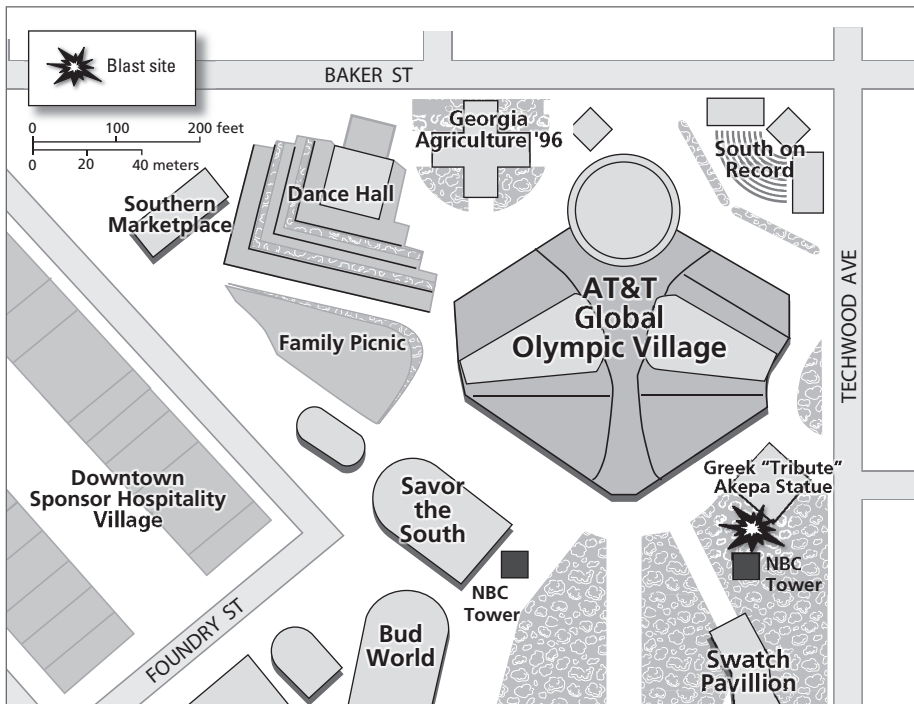 Blast site
BAKER ST
0 100 200 feet
0 20 40 meters
Georgia
Agriculture '96
South on
Record
Dance Hall
Southern
Marketplace
AT&T
Global
Olympic Village
TECHWOOD AVE
Family Picnic
Downtown
Sponsor Hospitality
Village
Savor
the
South
Greek “Tribute”
Akepa Statue
NBC
Tower
NBC
Tower
FOUNDRY ST
Bud
World
Swatch
Pavillion